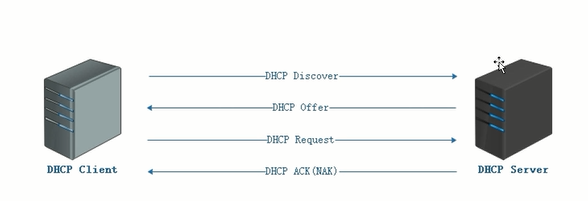 DHCP Discover
DHCP Offer
DHCP Request
DHCP ACK(NAK)
DHCP Client
DHCP Server